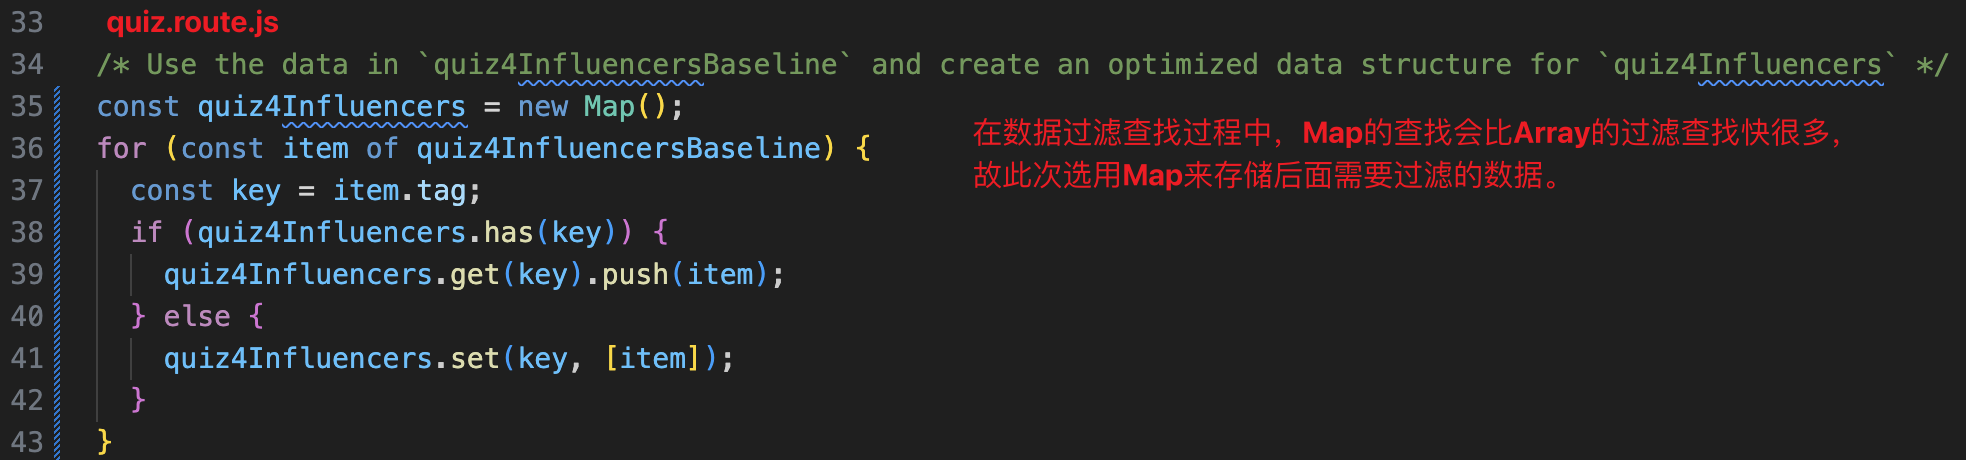 33 quiz.route.js
34 /* Use the data in `quiz4InfluencersBaseline` and create an optimized data structure for `quiz4Influencers` */
35 const quiz4Influencers = new Map();
36 for (const item of quiz4InfluencersBaseline) {
在数据过滤查找过程中，Map的查找会比Array的过滤查找快很多，
37 const key = item.tag;
故此次选用Map来存储后面需要过滤的数据。
38 if (quiz4Influencers.has(key)) {
39 quiz4Influencers.get(key).push(item);
40 } else {
41 quiz4Influencers.set(key, [item]);
42 }
43 }